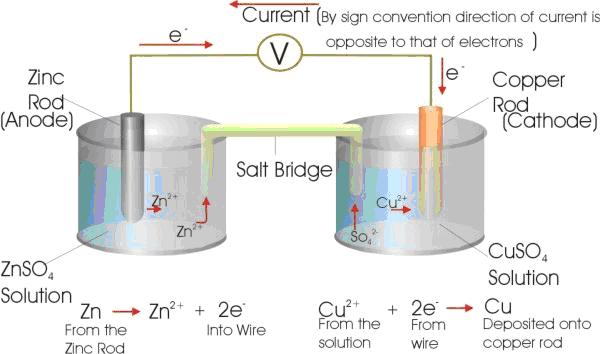 Current (By sign convention direction of current is
opposite to that of electrons )
e⁻
V
e⁻
Zinc
Rod
(Anode)
Copper
Rod
(Cathode)
Salt Bridge
Zn²⁺
Zn²⁺
Cu²⁺
So₄²⁻
ZnSO₄
Solution
CuSO₄
Solution
Zn → Zn²⁺ + 2e⁻
From the
Zinc Rod
Into Wire
Cu²⁺ + 2e⁻ → Cu
From the
solution
From
wire
Deposited onto
copper rod